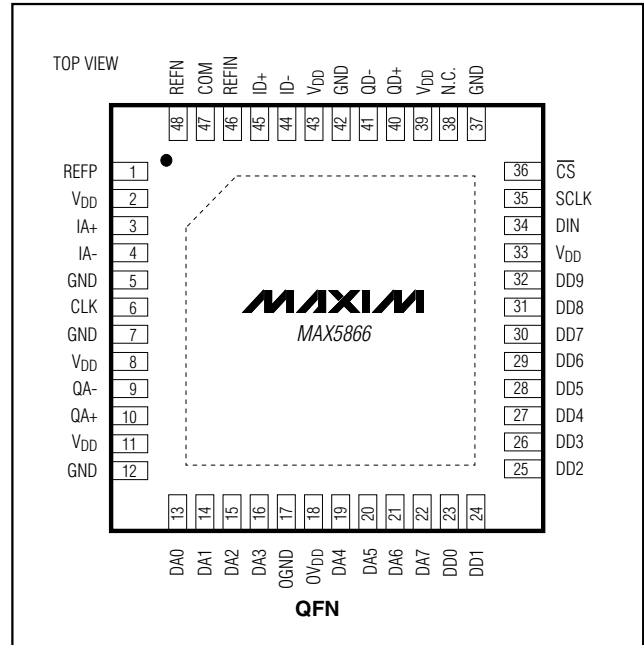 TOP VIEW
REFN COM REFIN ID+ ID- VDD GND QD- QD+ VDD N.C. GND
48 47 46 45 44 43 42 41 40 39 38 37
REFP 1
VDD 2
IA+ 3
IA- 4
GND 5
CLK 6
GND 7
VDD 8
QA- 9
QA+ 10
VDD 11
GND 12
MAXIM
MAX5866
36 CS
35 SCLK
34 DIN
33 VDD
32 DD9
31 DD8
30 DD7
29 DD6
28 DD5
27 DD4
26 DD3
25 DD2
13 14 15 16 17 18 19 20 21 22 23 24
DA0 DA1 DA2 DA3 OGND OVDD DA4 DA5 DA6 DA7 DD0 DD1
QFN